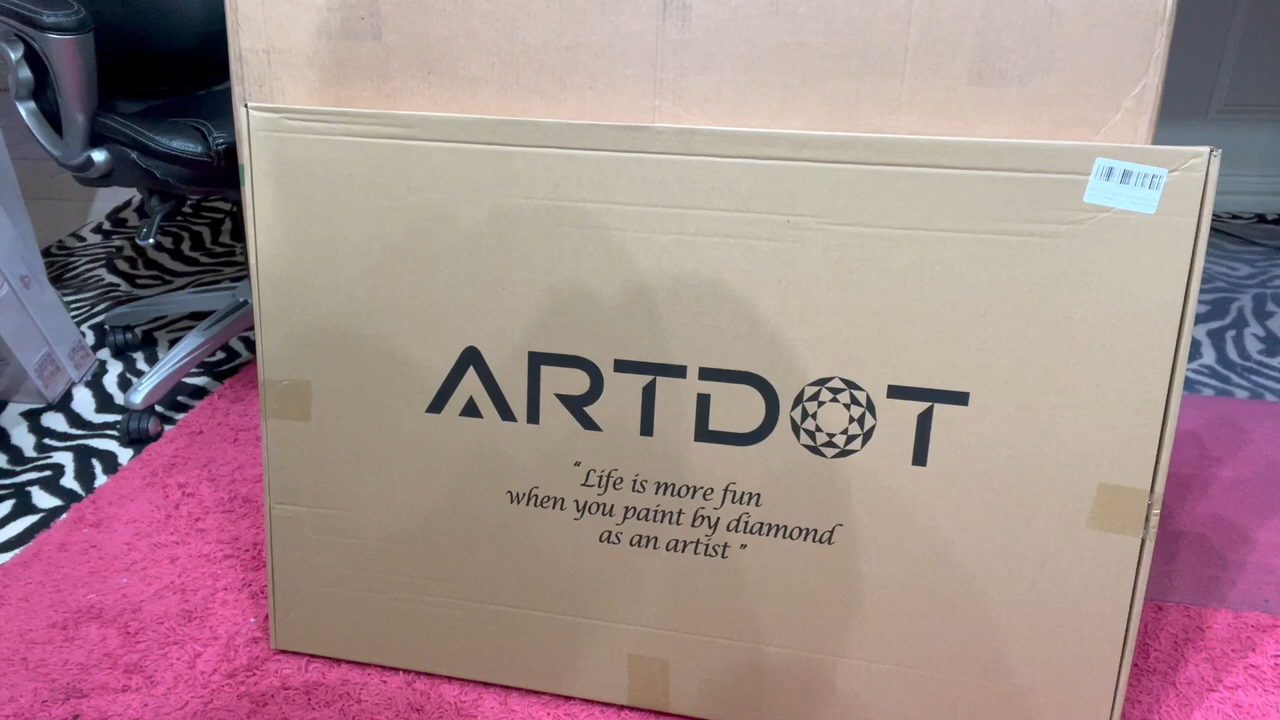 ARTDOT
“Life is more fun
when you paint by diamond
as an artist”